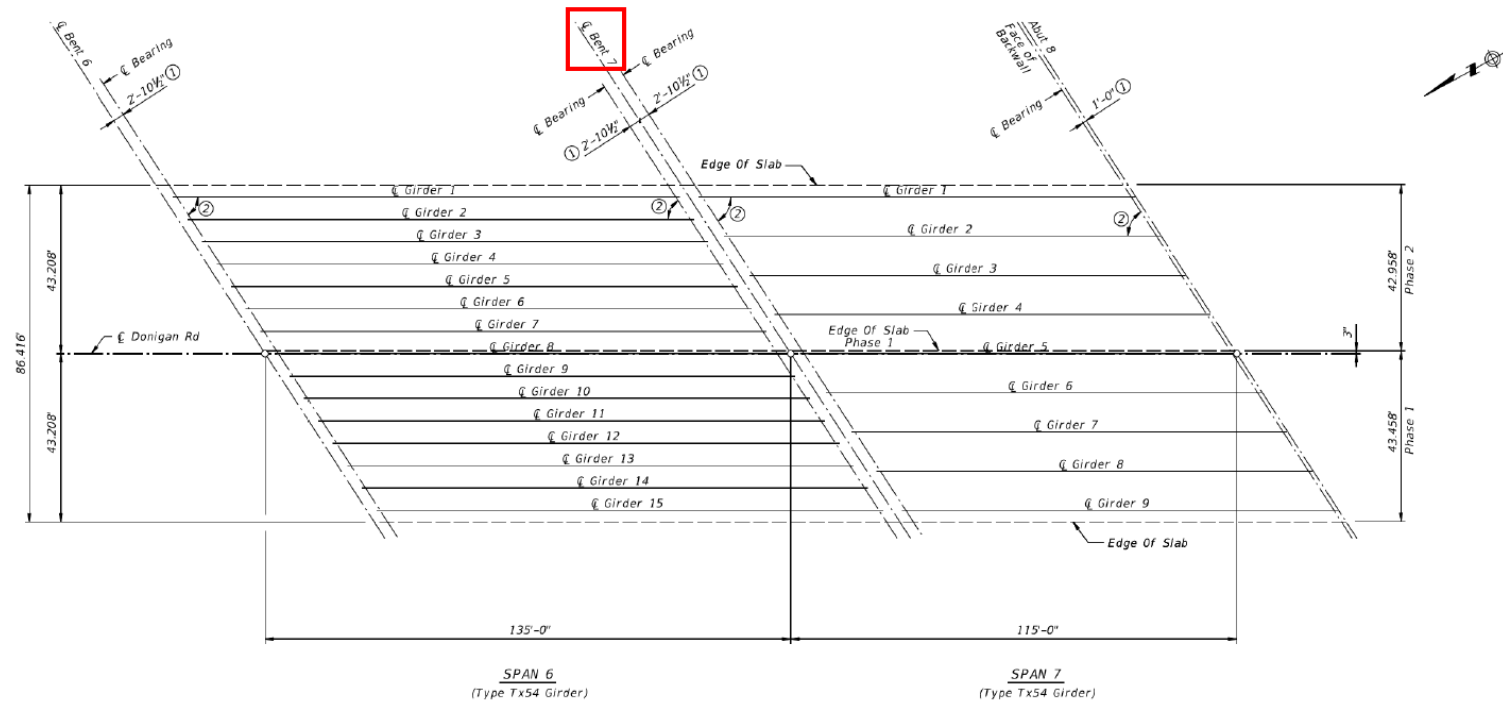 ℄ Bent 6
℄ Bearing
2'-10½" ①
℄ Bent 7
℄ Bearing
2'-10½" ①
℄ Bearing
① 2'-10½"
Abut 8
Face of
Backwall
℄ Bearing
1'-0" ①
Edge Of Slab
℄ Girder 1
℄ Girder 1
②
②
②
②
℄ Girder 2
℄ Girder 2
℄ Girder 3
℄ Girder 4
℄ Girder 3
℄ Girder 5
℄ Girder 6
℄ Girder 4
℄ Girder 7
℄ Donigan Rd
Edge Of Slab
Phase 1
℄ Girder 8
℄ Girder 5
℄ Girder 9
℄ Girder 10
℄ Girder 6
℄ Girder 11
℄ Girder 7
℄ Girder 12
℄ Girder 13
℄ Girder 8
℄ Girder 14
℄ Girder 15
℄ Girder 9
Edge Of Slab
86.416'
43.208'
43.208'
42.958'
Phase 2
3"
43.458'
Phase 1
135'-0"
115'-0"
SPAN 6
(Type Tx54 Girder)
SPAN 7
(Type Tx54 Girder)